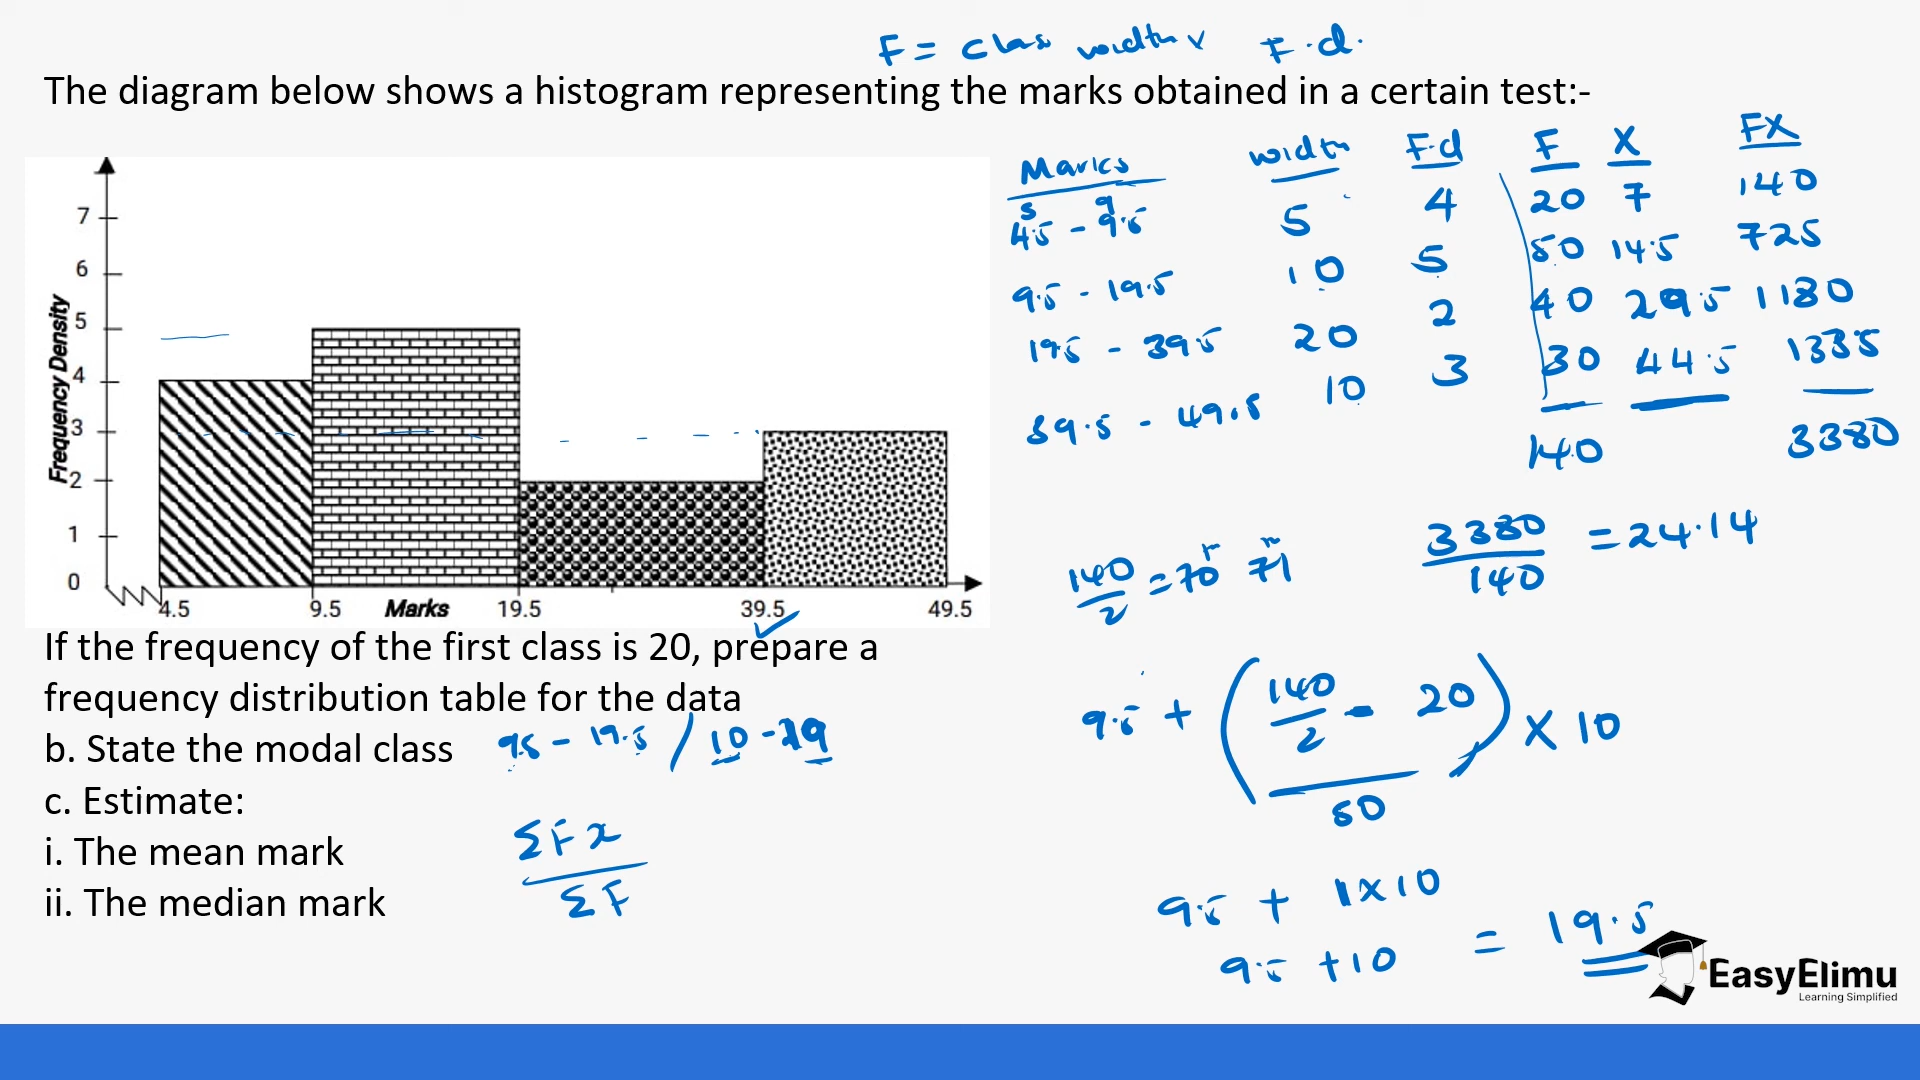 F = Class width x F.d.
The diagram below shows a histogram representing the marks obtained in a certain test:-
Marks width F.d F X FX
5 9
4.5 - 9.5 5 4 20 7 140
9.5 - 19.5 10 5 50 14.5 725
19.5 - 39.5 20 2 40 29.5 1180
39.5 - 49.5 10 3 30 44.5 1335
140 3380
Frequency Density
7
6
5
4
3
2
1
0
4.5 9.5 Marks 19.5 39.5 49.5
140/2 = 70 71
3380/140 = 24.14
If the frequency of the first class is 20, prepare a
frequency distribution table for the data
b. State the modal class 9.5 - 19.5 / 10 - 19
c. Estimate:
i. The mean mark
ii. The median mark
ΣFx
ΣF
9.5 + (140/2 - 20) x 10
50
9.5 + 1 x 10
9.5 + 10 = 19.5
EasyElimu
Learning Simplified